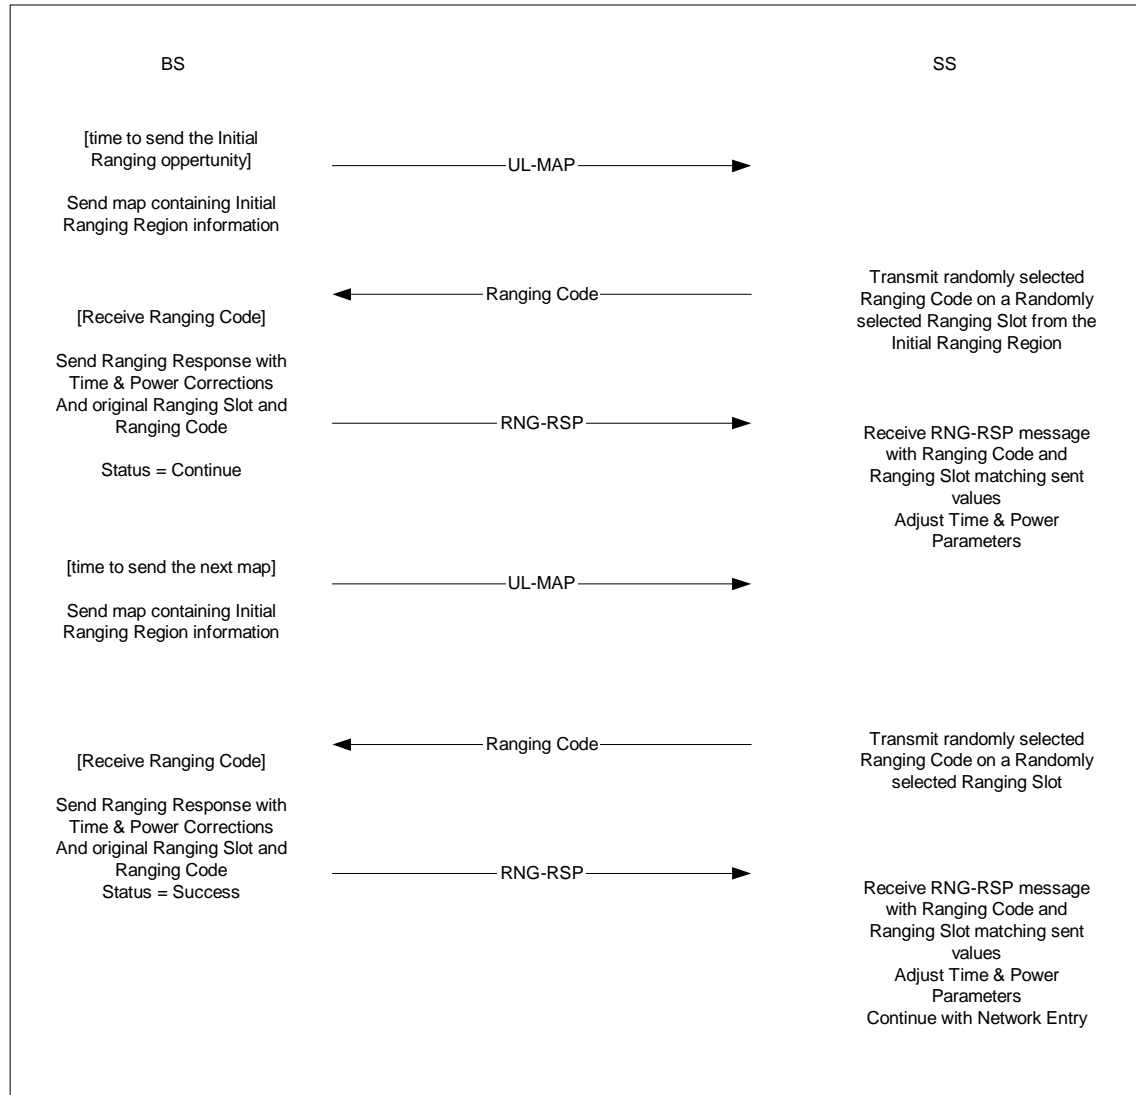 BS
SS
[time to send the Initial
Ranging oppertunity]
Send map containing Initial
Ranging Region information
UL-MAP
Ranging Code
Transmit randomly selected
Ranging Code on a Randomly
selected Ranging Slot from the
Initial Ranging Region
[Receive Ranging Code]
Send Ranging Response with
Time & Power Corrections
And original Ranging Slot and
Ranging Code
Status = Continue
RNG-RSP
Receive RNG-RSP message
with Ranging Code and
Ranging Slot matching sent
values
Adjust Time & Power
Parameters
[time to send the next map]
Send map containing Initial
Ranging Region information
UL-MAP
Ranging Code
Transmit randomly selected
Ranging Code on a Randomly
selected Ranging Slot
[Receive Ranging Code]
Send Ranging Response with
Time & Power Corrections
And original Ranging Slot and
Ranging Code
Status = Success
RNG-RSP
Receive RNG-RSP message
with Ranging Code and
Ranging Slot matching sent
values
Adjust Time & Power
Parameters
Continue with Network Entry